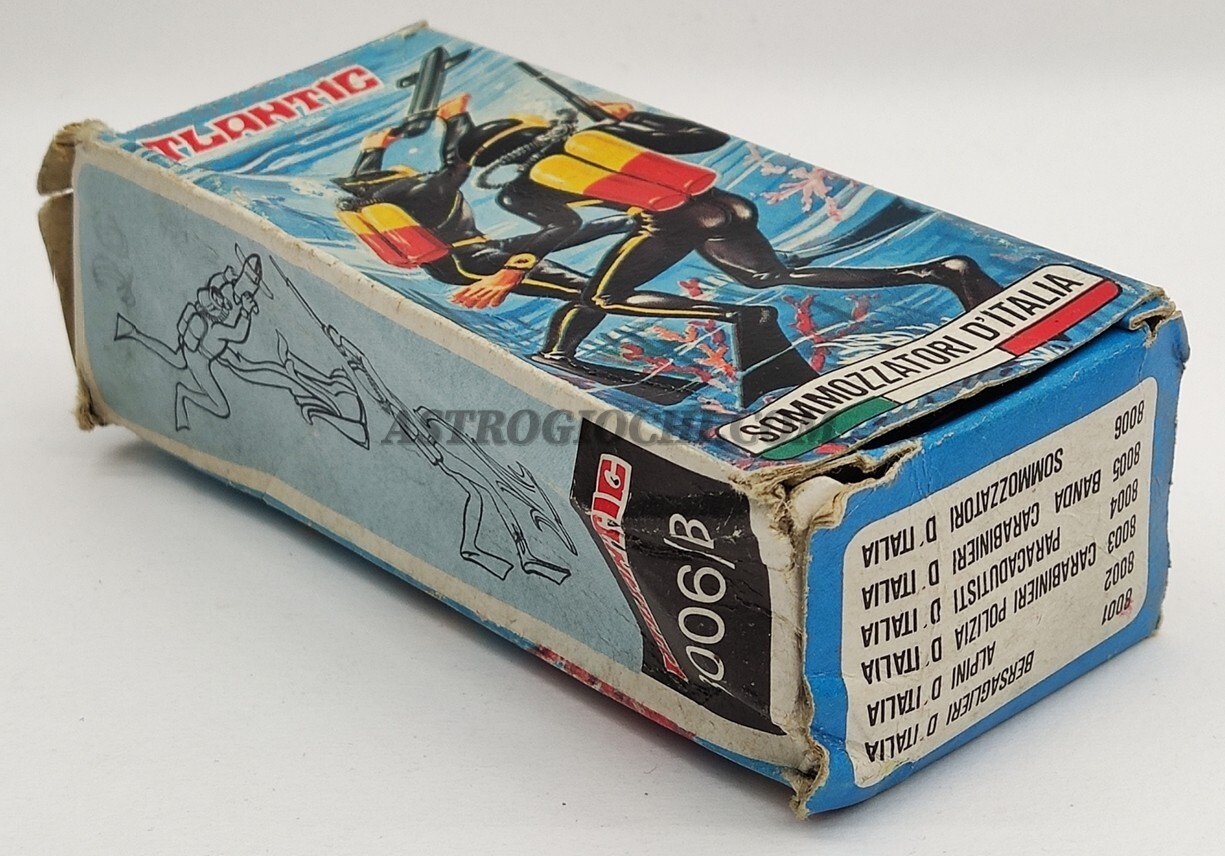 TLANTIC
SOMMOZZATORI D'ITALIA
006/B
8001 BERSAGLIERI D'ITALIA
8002 ALPINI D'ITALIA
8003 CARABINIERI POLIZIA D'ITALIA
8004 PARACADUTISTI D'ITALIA
8005 BANDA CARABINIERI D'ITALIA
8006 SOMMOZZATORI D'ITALIA
ASTROGIOCHI.COM